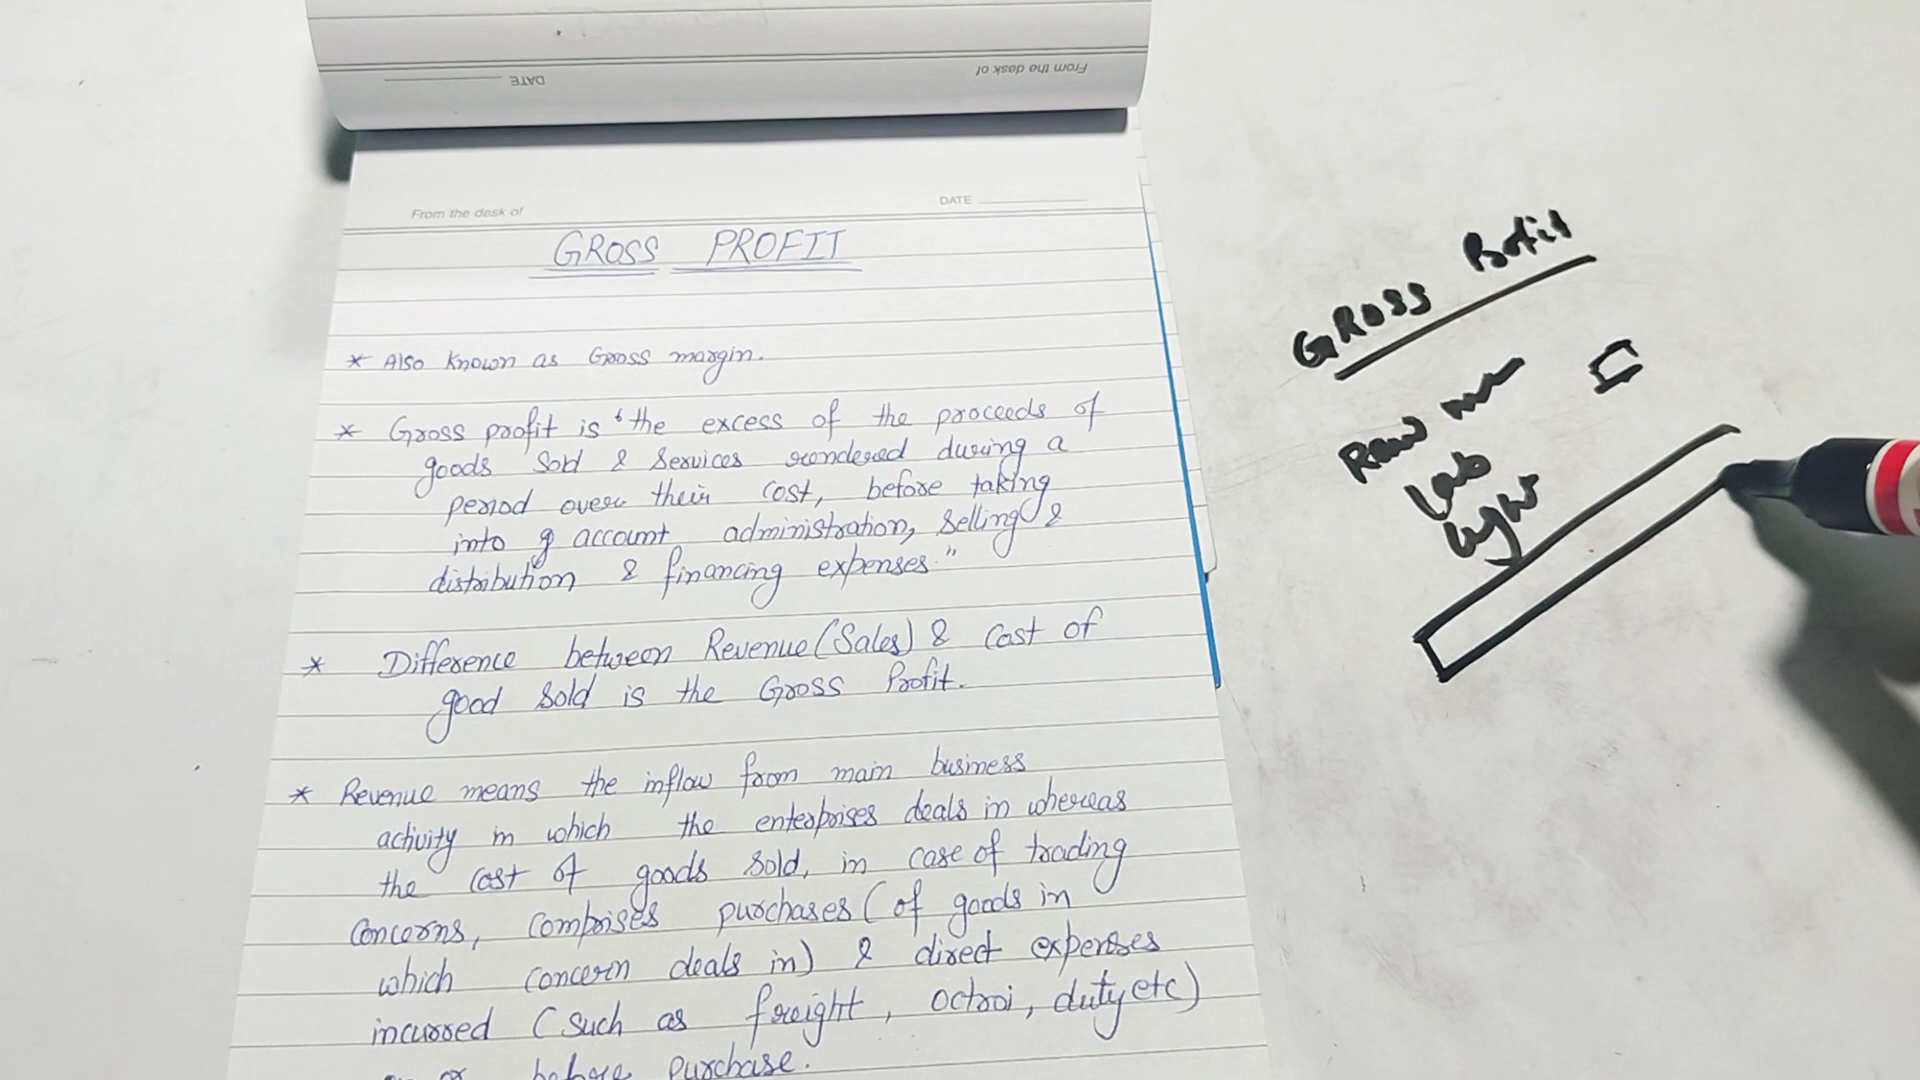 From the desk of
DATE
From the desk of
DATE
GROSS PROFIT
* Also Known as Gross margin.
* Gross profit is "the excess of the proceeds of
goods sold & services rendered during a
period over their cost, before taking
into account administration, selling &
distribution & financing expenses."
* Difference between Revenue (Sales) & Cost of
good sold is the Gross Profit.
* Revenue means the inflow from main business
activity in which the enterprises deals in whereas
the cost of goods sold, in case of trading
concerns, comprises purchases (of goods in
which concern deals in) & direct expenses
incurred (such as freight, octroi, duty etc)
or before purchase.
GROSS Profit
Raw
Lab
Light